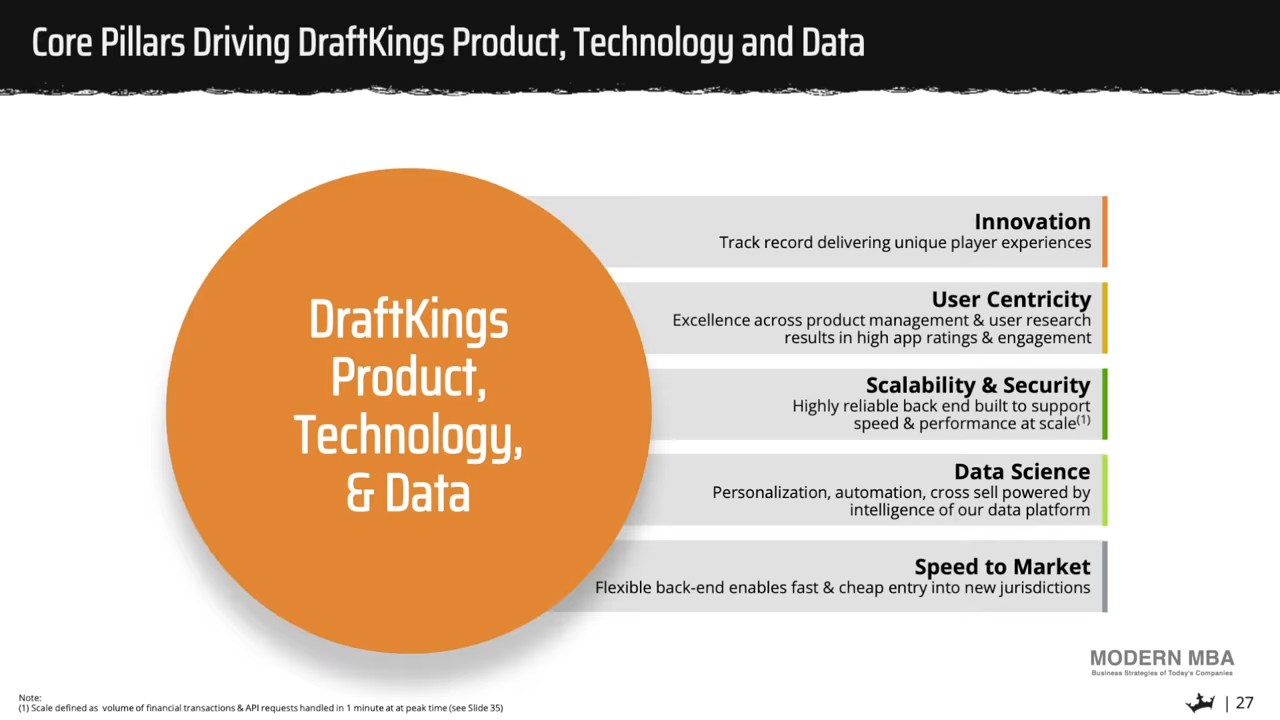 Core Pillars Driving DraftKings Product, Technology and Data
DraftKings
Product,
Technology,
& Data
Innovation
Track record delivering unique player experiences
User Centricity
Excellence across product management & user research
results in high app ratings & engagement
Scalability & Security
Highly reliable back end built to support
speed & performance at scale(1)
Data Science
Personalization, automation, cross sell powered by
intelligence of our data platform
Speed to Market
Flexible back-end enables fast & cheap entry into new jurisdictions
MODERN MBA
Business Strategies of Today's Companies
Note:
(1) Scale defined as volume of financial transactions & API requests handled in 1 minute at at peak time (see Slide 35)
| 27